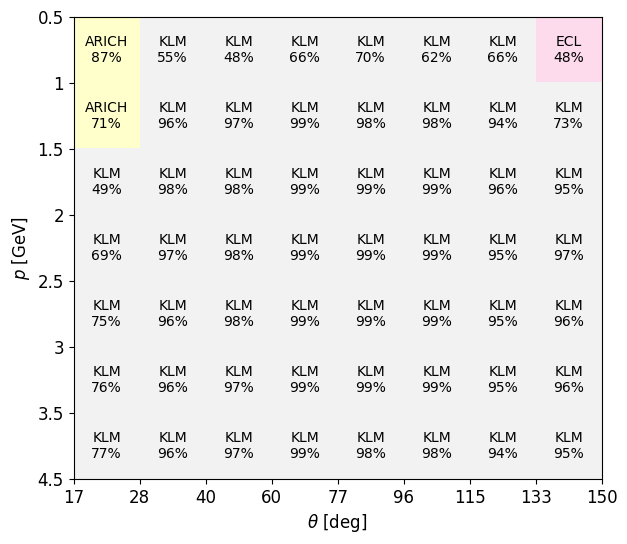 0.5
ARICH KLM KLM KLM KLM KLM KLM ECL
87% 55% 48% 66% 70% 62% 66% 48%
1
ARICH KLM KLM KLM KLM KLM KLM KLM
71% 96% 97% 99% 98% 98% 94% 73%
1.5
KLM KLM KLM KLM KLM KLM KLM KLM
49% 98% 98% 99% 99% 99% 96% 95%
2
KLM KLM KLM KLM KLM KLM KLM KLM
69% 97% 98% 99% 99% 99% 95% 97%
p [GeV]
2.5
KLM KLM KLM KLM KLM KLM KLM KLM
75% 96% 98% 99% 99% 99% 95% 96%
3
KLM KLM KLM KLM KLM KLM KLM KLM
76% 96% 97% 99% 99% 99% 95% 96%
3.5
KLM KLM KLM KLM KLM KLM KLM KLM
77% 96% 97% 99% 98% 98% 94% 95%
4.5
17 28 40 60 77 96 115 133 150
θ [deg]